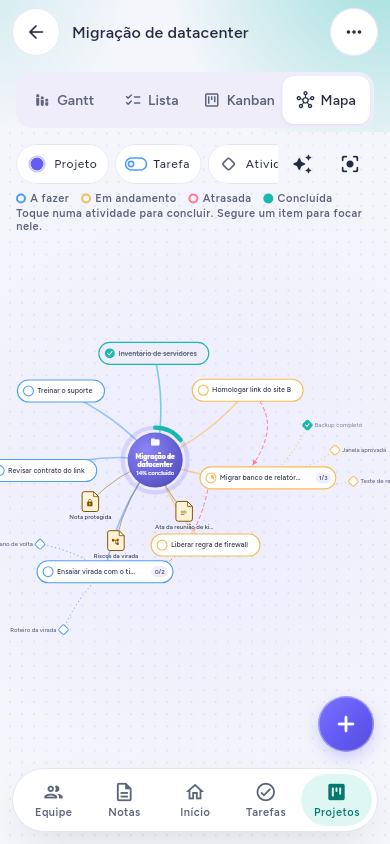 Migração de datacenter
Gantt
Lista
Kanban
Mapa
Projeto
Tarefa
Ativid
A fazer
Em andamento
Atrasada
Concluída
Toque numa atividade para concluir. Segure um item para focar
nele.
Inventário de servidores
Treinar o suporte
Homologar link do site B
Backup completo
Janela aprovada
Migração de
datacenter
14% concluído
Revisar contrato do link
Migrar banco de relatór...
1/3
Teste de re
Nota protegida
Ata da reunião de ki...
Liberar regra de firewall
ano de volta
Riscos da virada
Ensaiar virada com o ti...
0/2
Roteiro da virada
Equipe
Notas
Início
Tarefas
Projetos